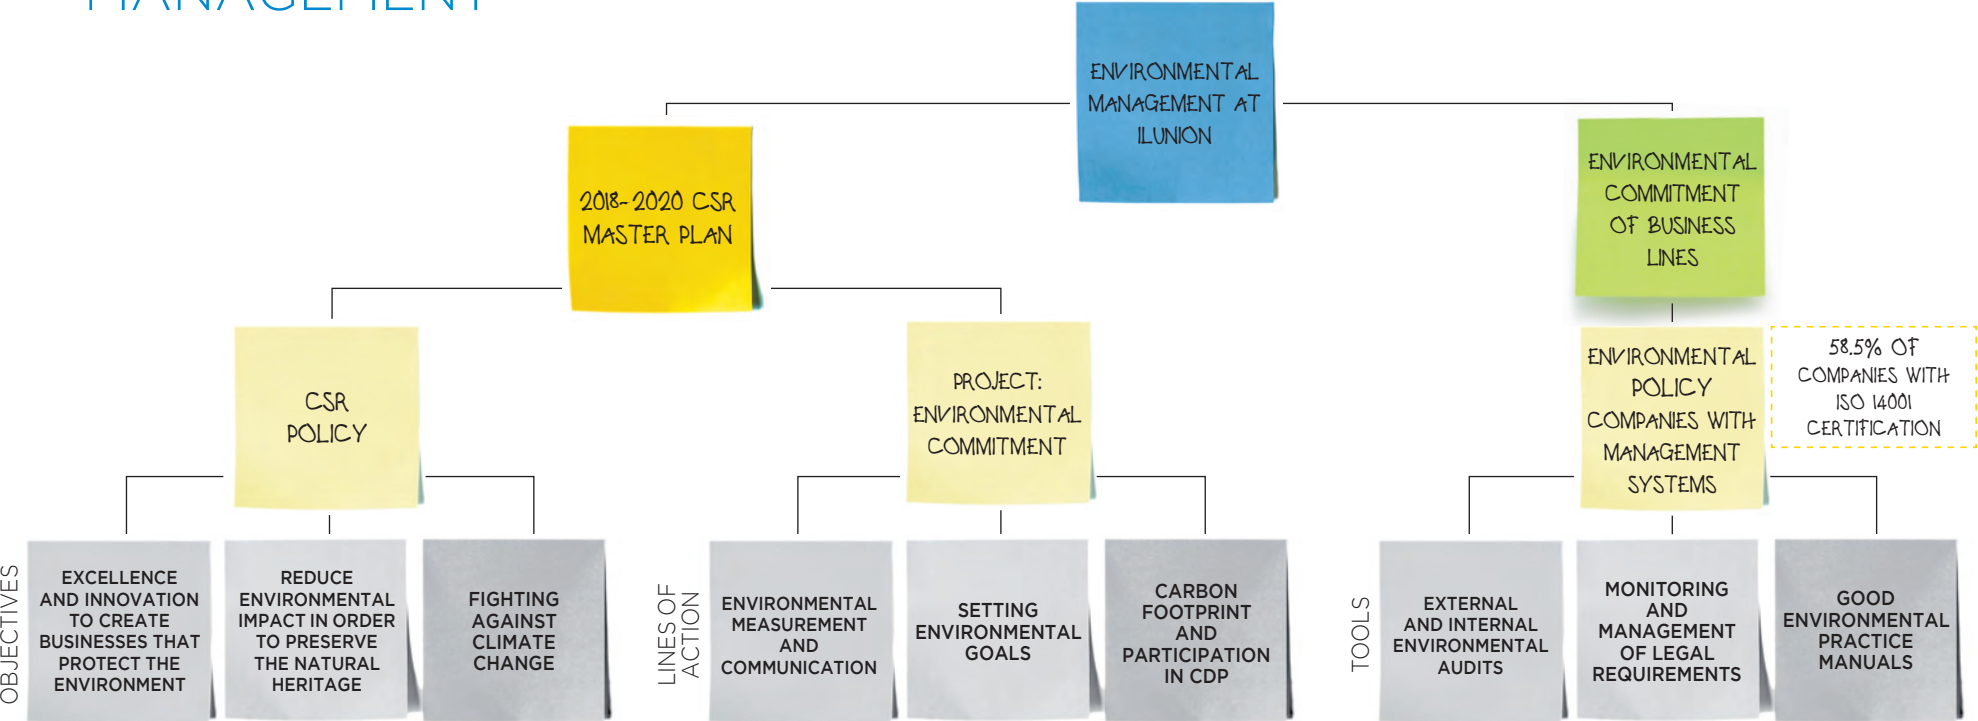 MANAGEMENT
ENVIRONMENTAL
MANAGEMENT AT
ILUNION
2018-2020 CSR
MASTER PLAN
ENVIRONMENTAL
COMMITMENT
OF BUSINESS
LINES
CSR
POLICY
PROJECT:
ENVIRONMENTAL
COMMITMENT
ENVIRONMENTAL
POLICY
COMPANIES WITH
MANAGEMENT
SYSTEMS
58.5% OF
COMPANIES WITH
ISO 14001
CERTIFICATION
OBJECTIVES
EXCELLENCE
AND INNOVATION
TO CREATE
BUSINESSES THAT
PROTECT THE
ENVIRONMENT
REDUCE
ENVIRONMENTAL
IMPACT IN ORDER
TO PRESERVE
THE NATURAL
HERITAGE
FIGHTING
AGAINST
CLIMATE
CHANGE
LINES OF
ACTION
ENVIRONMENTAL
MEASUREMENT
AND
COMMUNICATION
SETTING
ENVIRONMENTAL
GOALS
CARBON
FOOTPRINT
AND
PARTICIPATION
IN CDP
TOOLS
EXTERNAL
AND INTERNAL
ENVIRONMENTAL
AUDITS
MONITORING
AND
MANAGEMENT
OF LEGAL
REQUIREMENTS
GOOD
ENVIRONMENTAL
PRACTICE
MANUALS